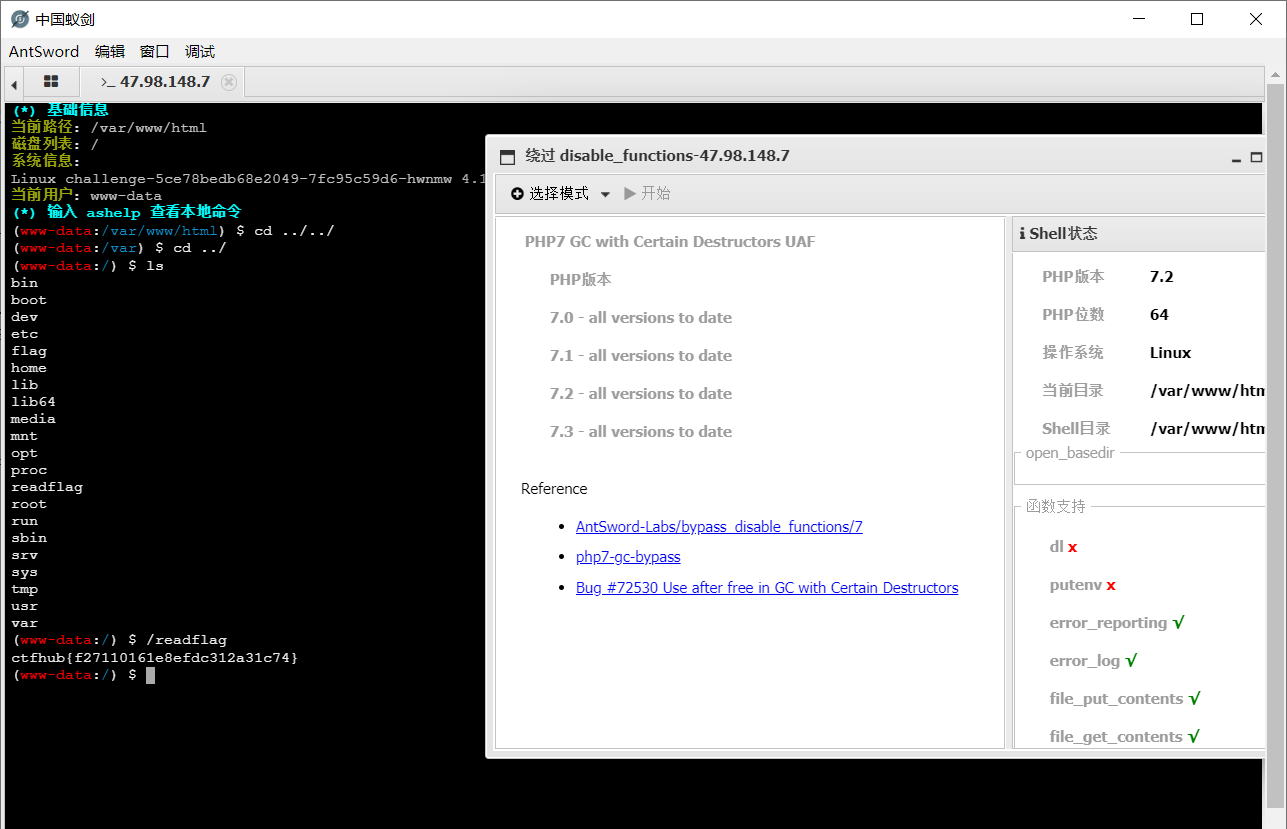 中国蚁剑
AntSword 编辑 窗口 调试
>_ 47.98.148.7
(*) 基础信息
当前路径: /var/www/html
磁盘列表: /
系统信息:
Linux challenge-5ce78bedb68e2049-7fc95c59d6-hwnmw 4.1
当前用户: www-data
(*) 输入 ashelp 查看本地命令
(www-data:/var/www/html) $ cd ../../
(www-data:/var) $ cd ../
(www-data:/) $ ls
bin
boot
dev
etc
flag
home
lib
lib64
media
mnt
opt
proc
readflag
root
run
sbin
srv
sys
tmp
usr
var
(www-data:/) $ /readflag
ctfhub{f27110161e8efdc312a31c74}
(www-data:/) $
绕过 disable_functions-47.98.148.7
选择模式 开始
PHP7 GC with Certain Destructors UAF
PHP版本
7.0 - all versions to date
7.1 - all versions to date
7.2 - all versions to date
7.3 - all versions to date
Reference
• AntSword-Labs/bypass_disable_functions/7
• php7-gc-bypass
• Bug #72530 Use after free in GC with Certain Destructors
Shell状态
PHP版本 7.2
PHP位数 64
操作系统 Linux
当前目录 /var/www/htm
Shell目录 /var/www/htm
open_basedir
函数支持
dl x
putenv x
error_reporting √
error_log √
file_put_contents √
file_get_contents √